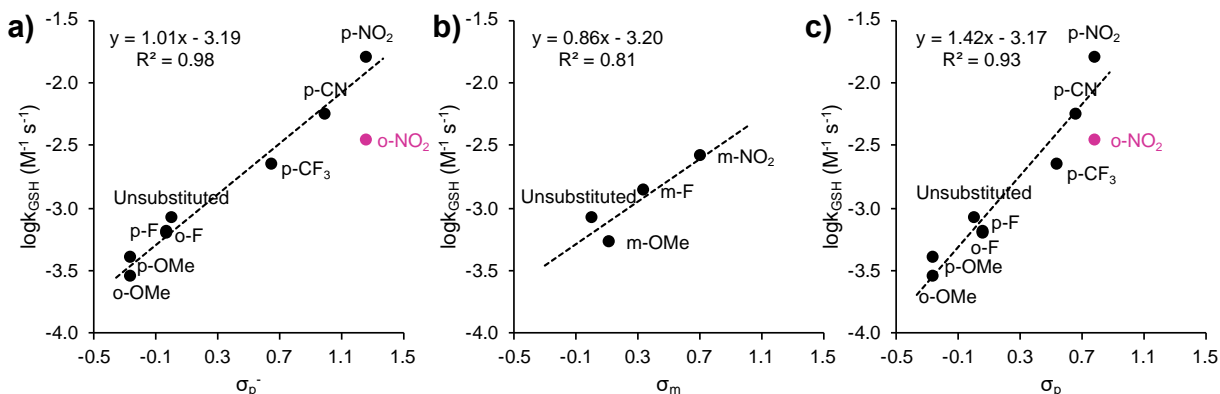 a)
y = 1.01x - 3.19
R² = 0.98
-1.5
-2.0
-2.5
-3.0
-3.5
-4.0
logk_GSH (M⁻¹ s⁻¹)
p-NO₂
p-CN
o-NO₂
p-CF₃
Unsubstituted
p-F
o-F
p-OMe
o-OMe
-0.5 -0.1 0.3 0.7 1.1 1.5
σ_p⁻
b)
y = 0.86x - 3.20
R² = 0.81
-1.5
-2.0
-2.5
-3.0
-3.5
-4.0
logk_GSH (M⁻¹ s⁻¹)
m-NO₂
m-F
Unsubstituted
m-OMe
-0.5 -0.1 0.3 0.7 1.1 1.5
σ_m
c)
y = 1.42x - 3.17
R² = 0.93
-1.5
-2.0
-2.5
-3.0
-3.5
-4.0
logk_GSH (M⁻¹ s⁻¹)
p-NO₂
p-CN
o-NO₂
p-CF₃
Unsubstituted
p-F
o-F
p-OMe
o-OMe
-0.5 -0.1 0.3 0.7 1.1 1.5
σ_p